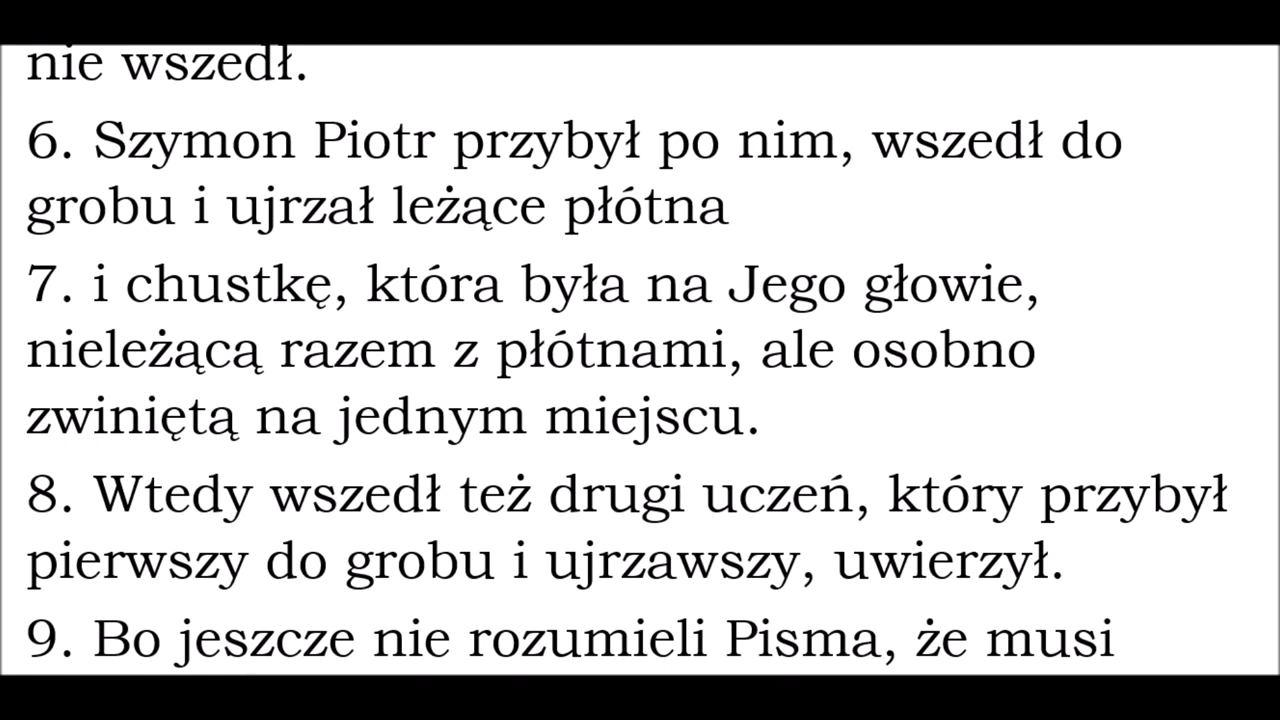 nie wszedł.
6. Szymon Piotr przybył po nim, wszedł do
grobu i ujrzał leżące płótna
7. i chustkę, która była na Jego głowie,
nieleżącą razem z płótnami, ale osobno
zwiniętą na jednym miejscu.
8. Wtedy wszedł też drugi uczeń, który przybył
pierwszy do grobu i ujrzawszy, uwierzył.
9. Bo jeszcze nie rozumieli Pisma, że musi